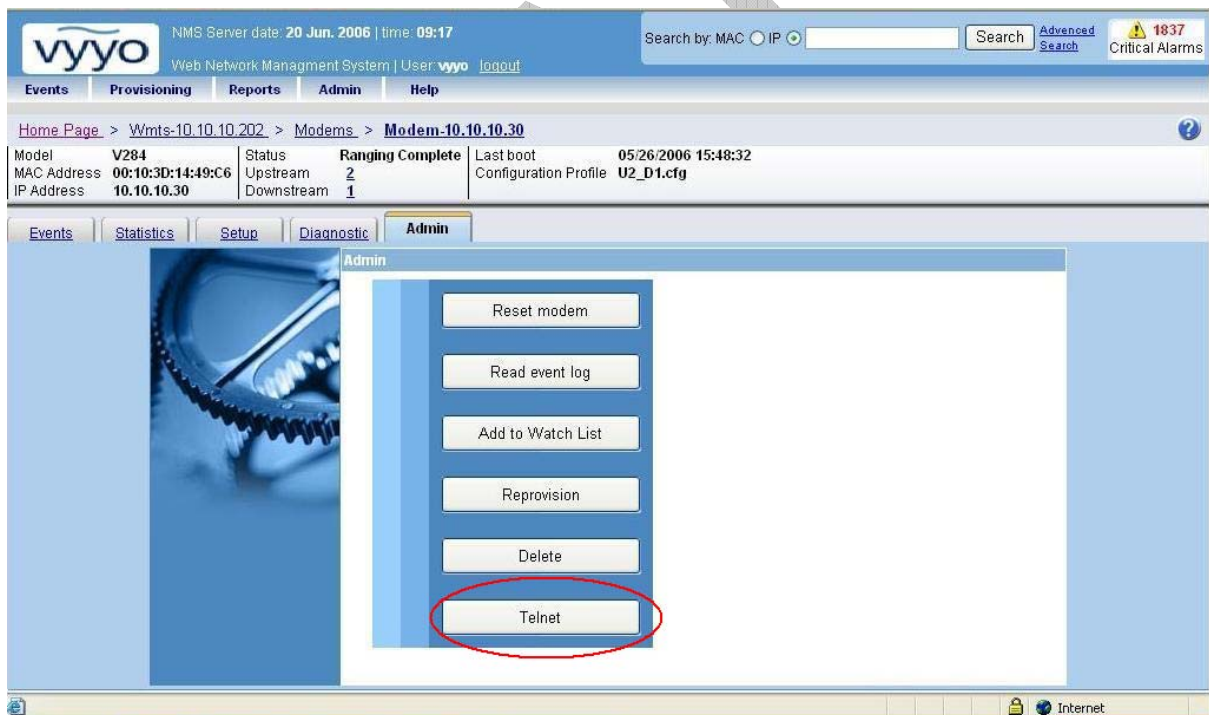 vyyo
NMS Server date: 20 Jun. 2006 | time: 09:17
Web Network Managment System | User: vyyo logout
Search by: MAC IP Search Advenced Search
1837
Critical Alarms
Events Provisioning Reports Admin Help
Home Page > Wmts-10.10.10.202 > Modems > Modem-10.10.10.30
Model V284 Status Ranging Complete Last boot 05/26/2006 15:48:32
MAC Address 00:10:3D:14:49:C6 Upstream 2 Configuration Profile U2_D1.cfg
IP Address 10.10.10.30 Downstream 1
Events Statistics Setup Diagnostic Admin
Admin
Reset modem
Read event log
Add to Watch List
Reprovision
Delete
Telnet
Internet